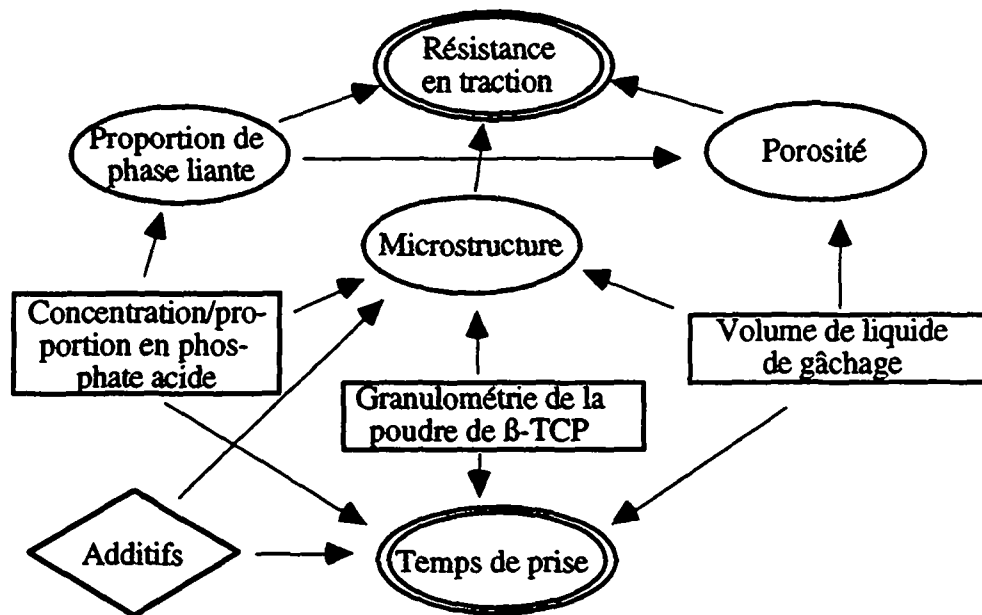 Résistance
en traction
Proportion de
phase liante
Porosité
Microstructure
Concentration/pro-
portion en phos-
phate acide
Volume de liquide
de gâchage
Granulométrie de la
poudre de ß-TCP
Additifs
Temps de prise